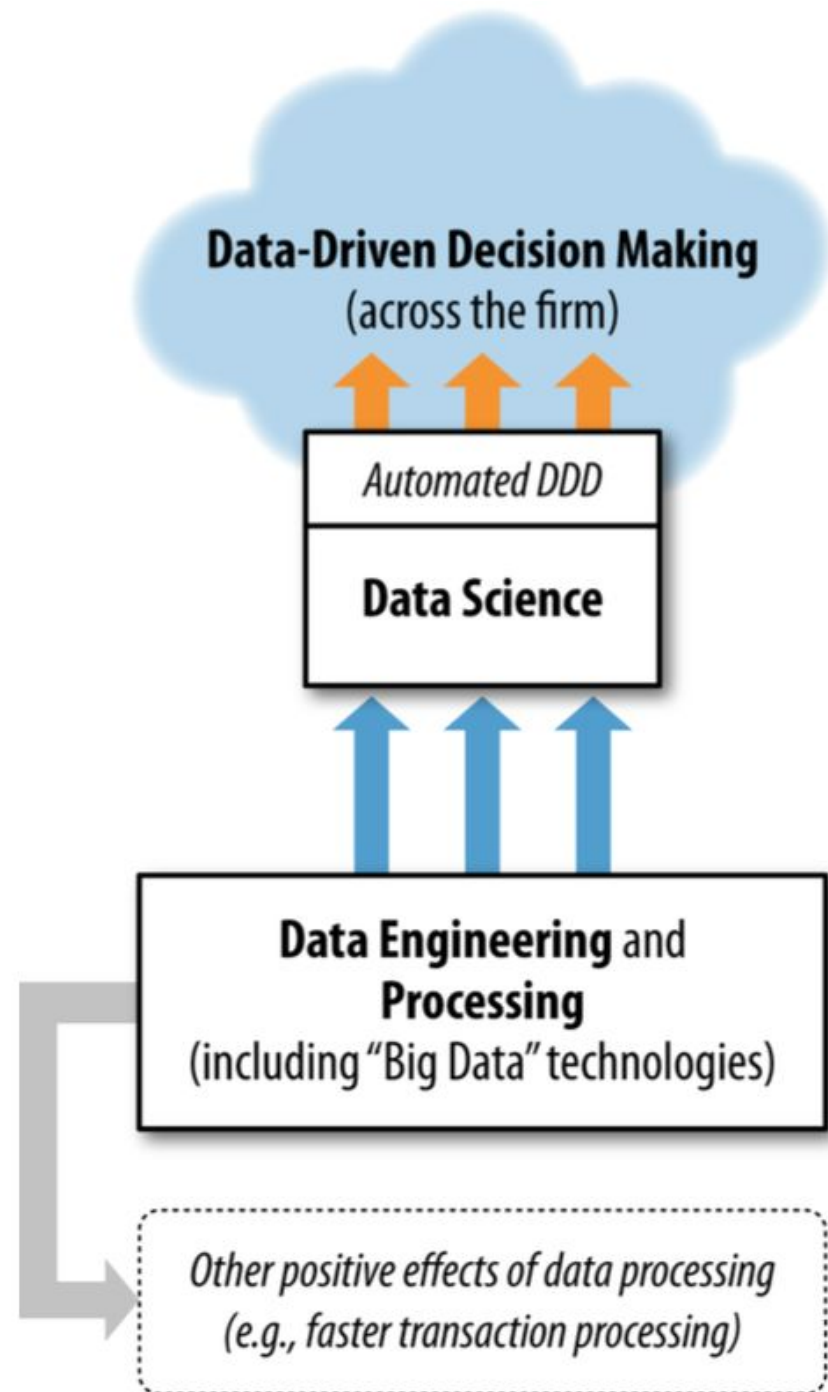 Data-Driven Decision Making
(across the firm)
Automated DDD
Data Science
Data Engineering and
Processing
(including “Big Data” technologies)
Other positive effects of data processing
(e.g., faster transaction processing)